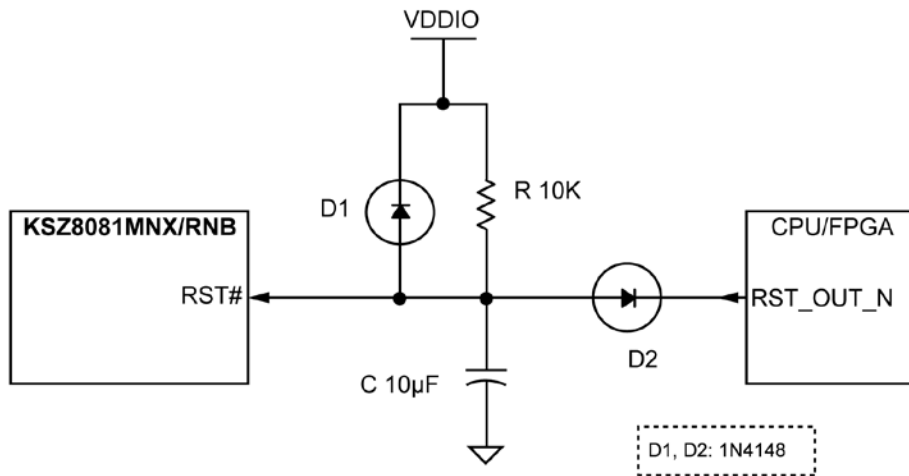 VDDIO
D1
R 10K
KSZ8081MNX/RNB
CPU/FPGA
RST#
RST_OUT_N
D2
C 10µF
D1, D2: 1N4148